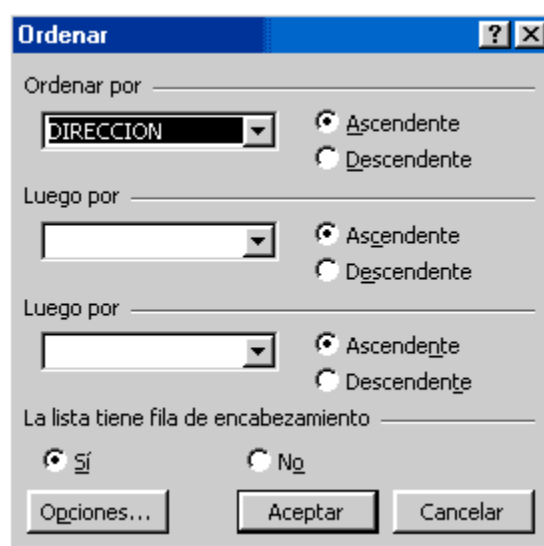 Ordenar
Ordenar por
DIRECCION
Ascendente
Descendente
Luego por
Ascendente
Descendente
Luego por
Ascendente
Descendente
La lista tiene fila de encabezamiento
Sí No
Opciones... Aceptar Cancelar